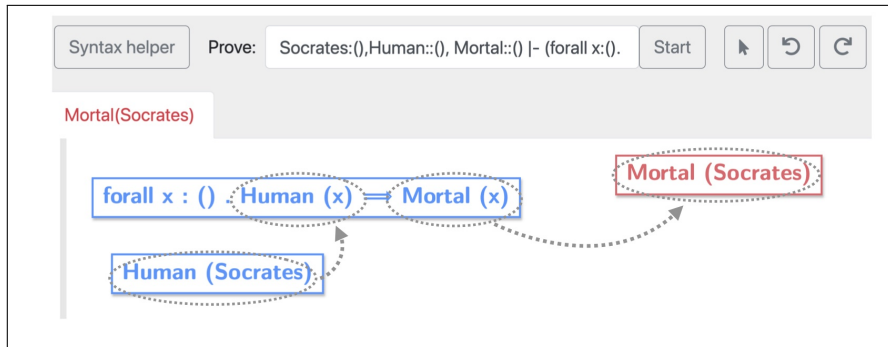 Syntax helper Prove: Socrates:(),Human::(), Mortal::() |- (forall x:(). Start
Mortal(Socrates)
Mortal (Socrates)
forall x : () . Human (x) ⟹ Mortal (x)
Human (Socrates)